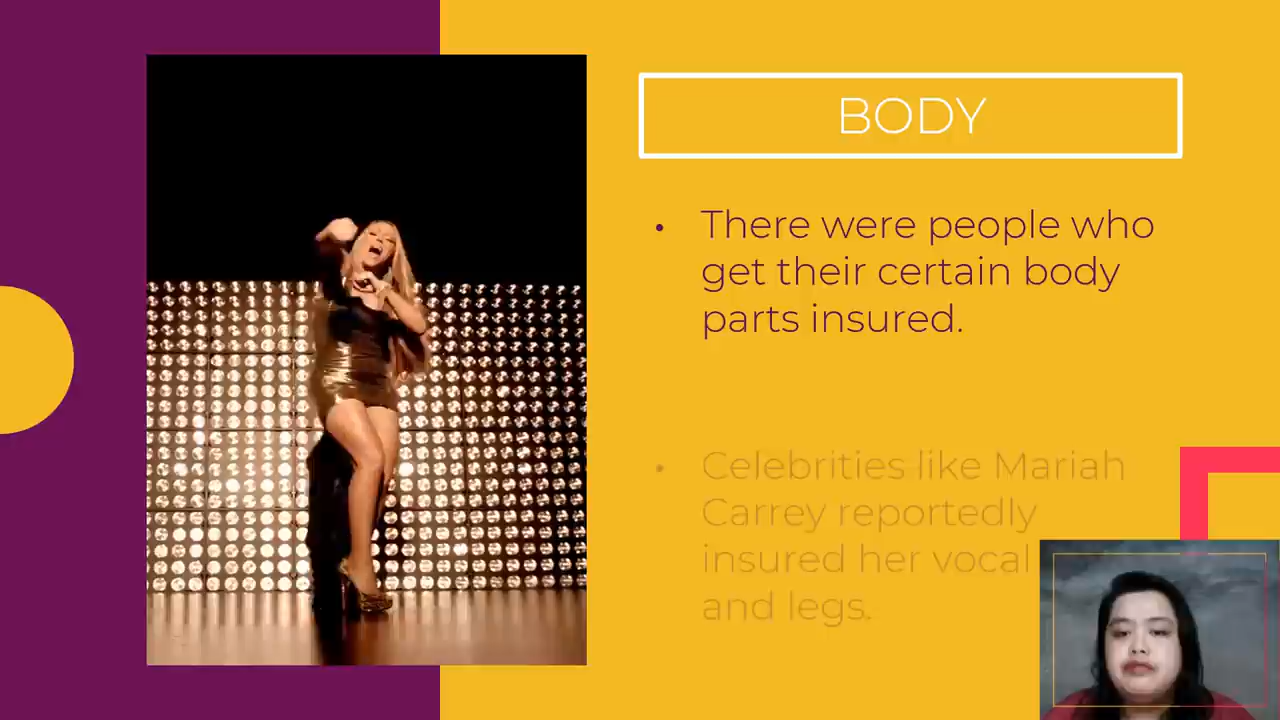 BODY
• There were people who
get their certain body
parts insured.
• Celebrities like Mariah
Carrey reportedly
insured her vocal
and legs.